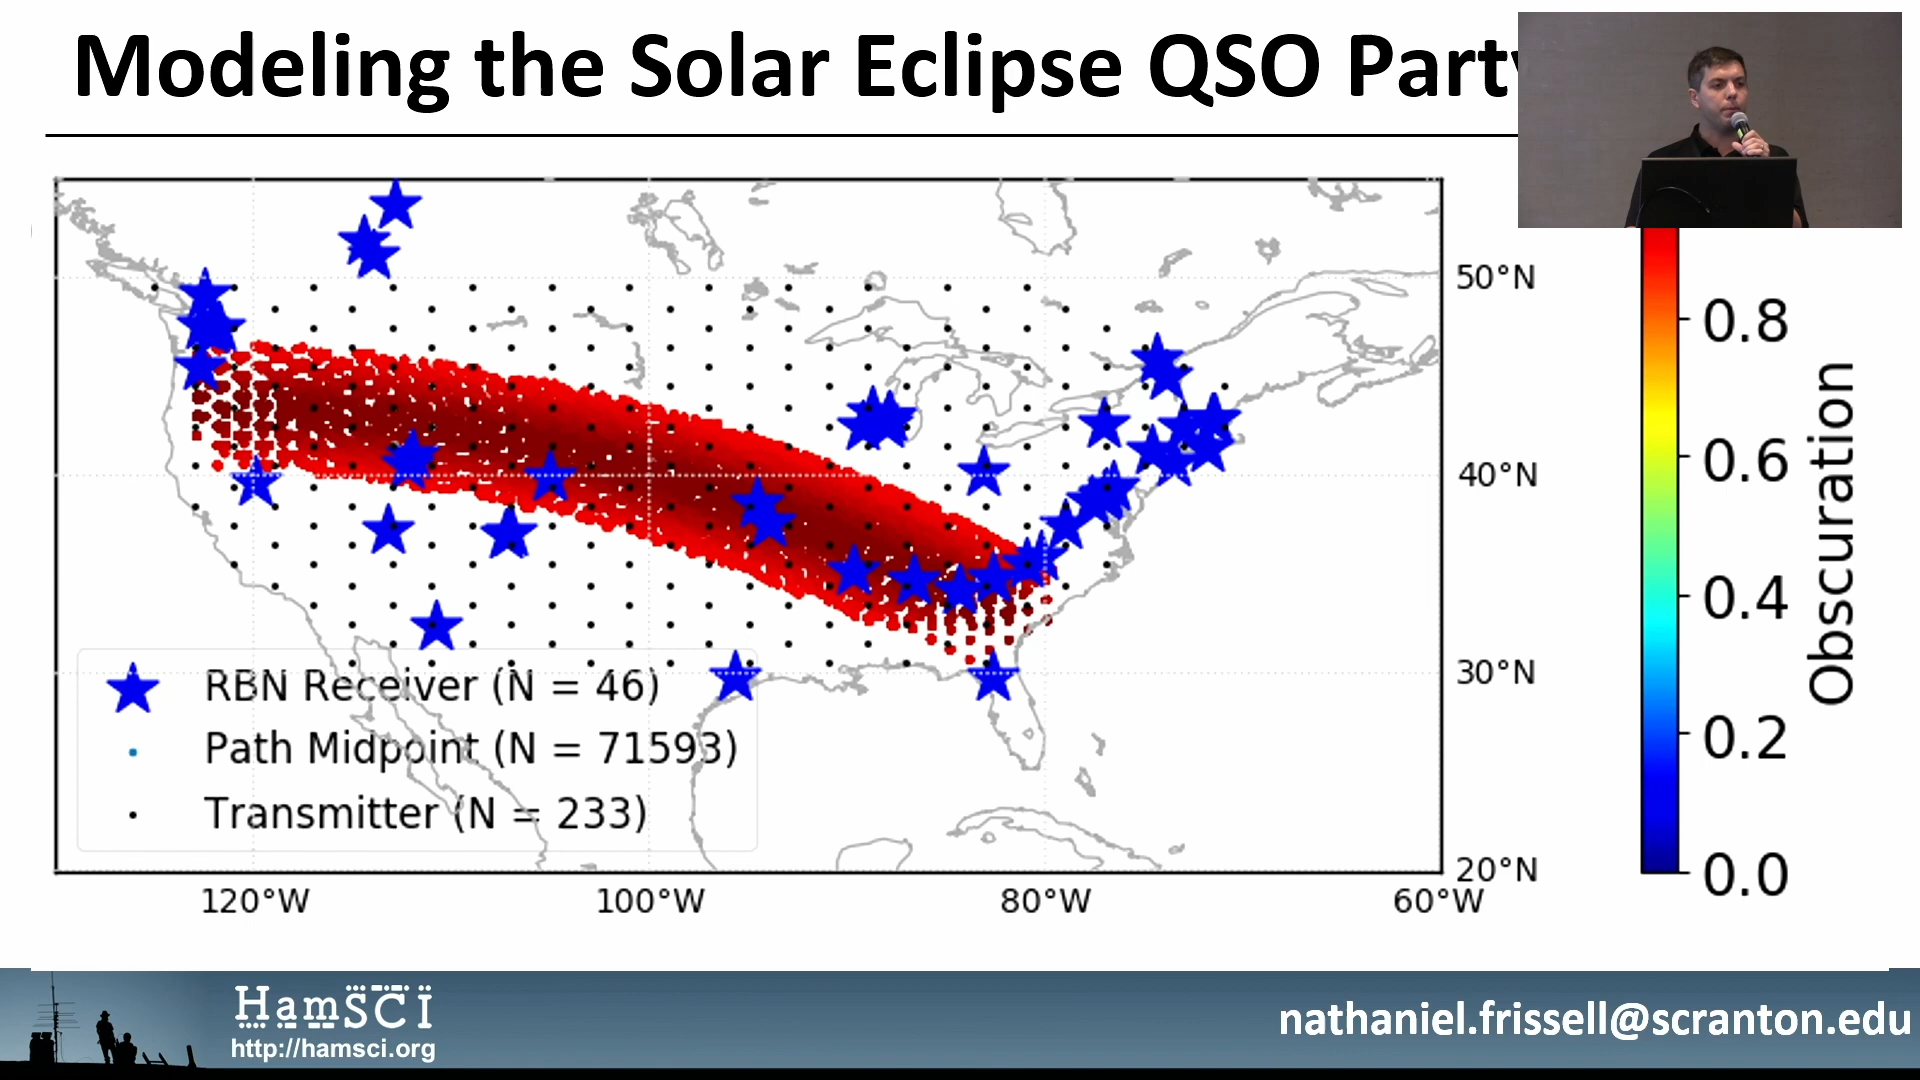 Modeling the Solar Eclipse QSO Party
50°N
40°N
30°N
20°N
120°W
100°W
80°W
60°W
RBN Receiver (N = 46)
Path Midpoint (N = 71593)
Transmitter (N = 233)
0.8
0.6
0.4
0.2
0.0
Obscuration
HamSCI
http://hamsci.org
nathaniel.frissell@scranton.edu